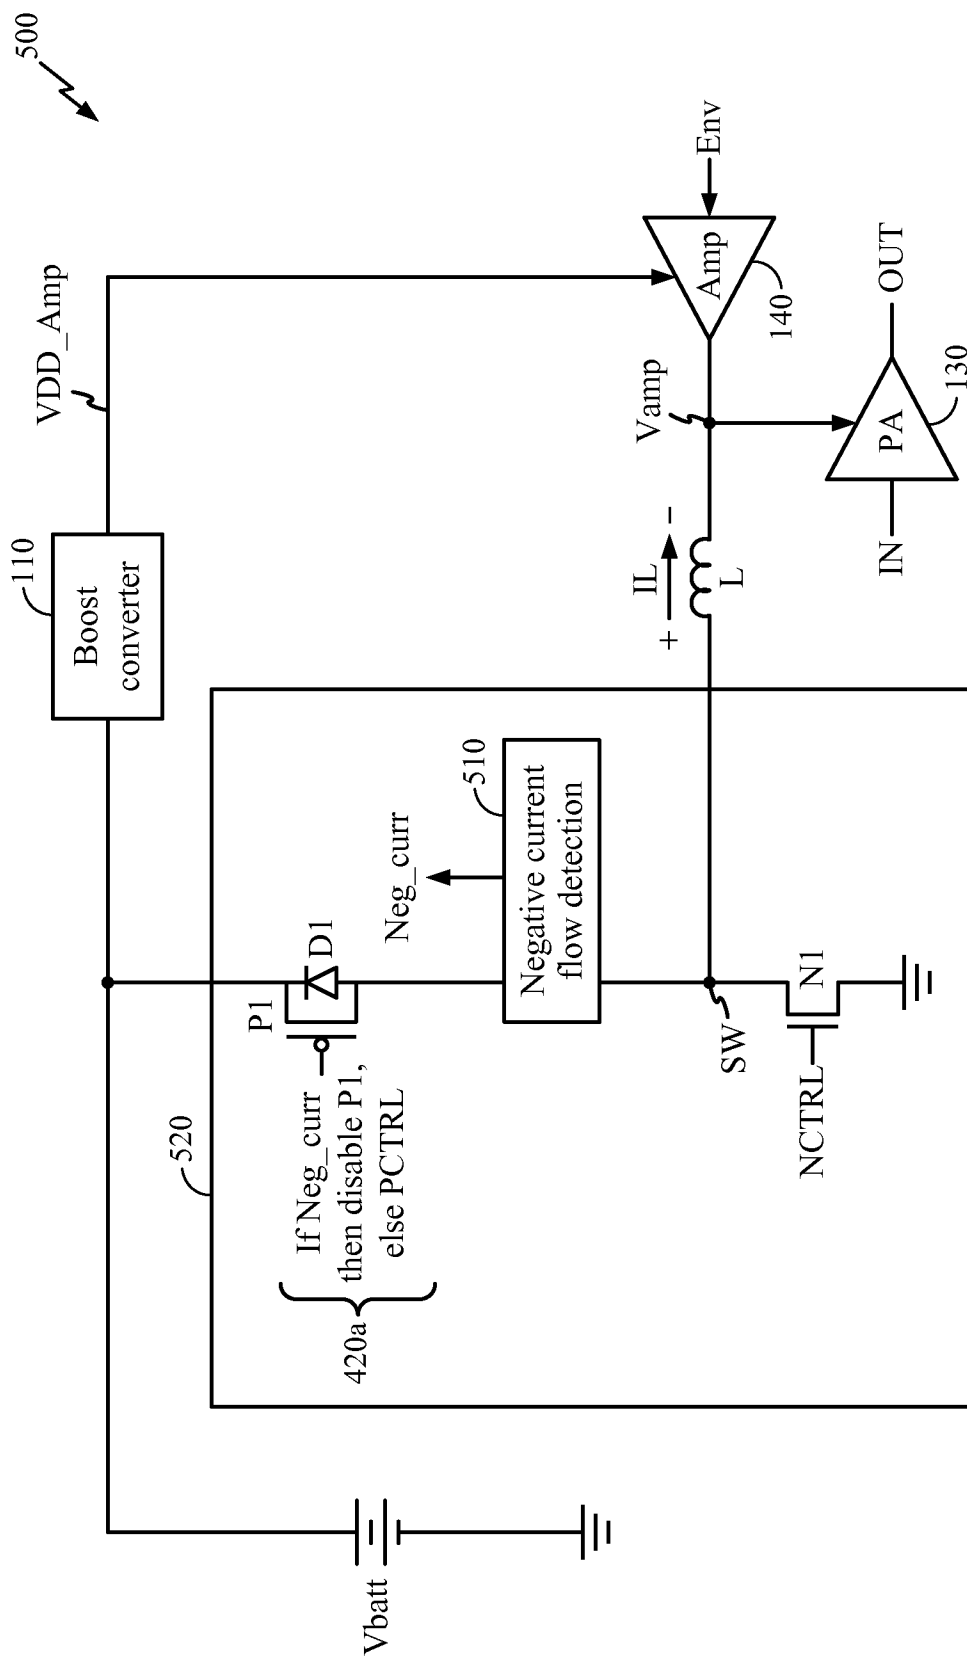 500
VDD_Amp
110
Boost
converter
Env
Amp
140
Vamp
OUT
PA
130
IN
IL
+
-
L
520
P1
D1
Neg_curr
510
Negative current
flow detection
If Neg_curr
then disable P1,
else PCTRL
420a
SW
N1
NCTRL
Vbatt